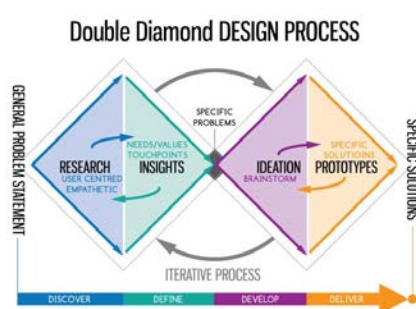 Double Diamond DESIGN PROCESS
GENERAL PROBLEM STATEMENT
RESEARCH
USER CENTRED
EMPATHETIC
NEEDS/VALUES
TOUCHPOINTS
INSIGHTS
SPECIFIC
PROBLEMS
IDEATION
BRAINSTORM
SPECIFIC
SOLUTIONS
PROTOTYPES
SPECIFIC SOLUTIONS
ITERATIVE PROCESS
DISCOVER
DEFINE
DEVELOP
DELIVER